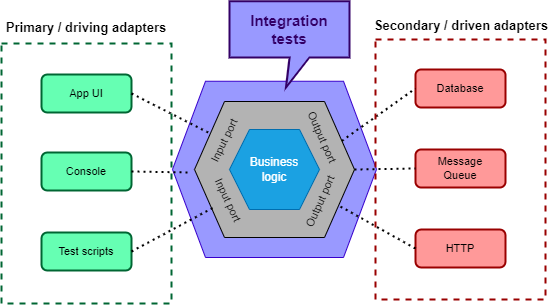 Primary / driving adapters
Integration
tests
Secondary / driven adapters
App UI
Console
Test scripts
Input port
Input port
Business
logic
Output port
Output port
Database
Message
Queue
HTTP